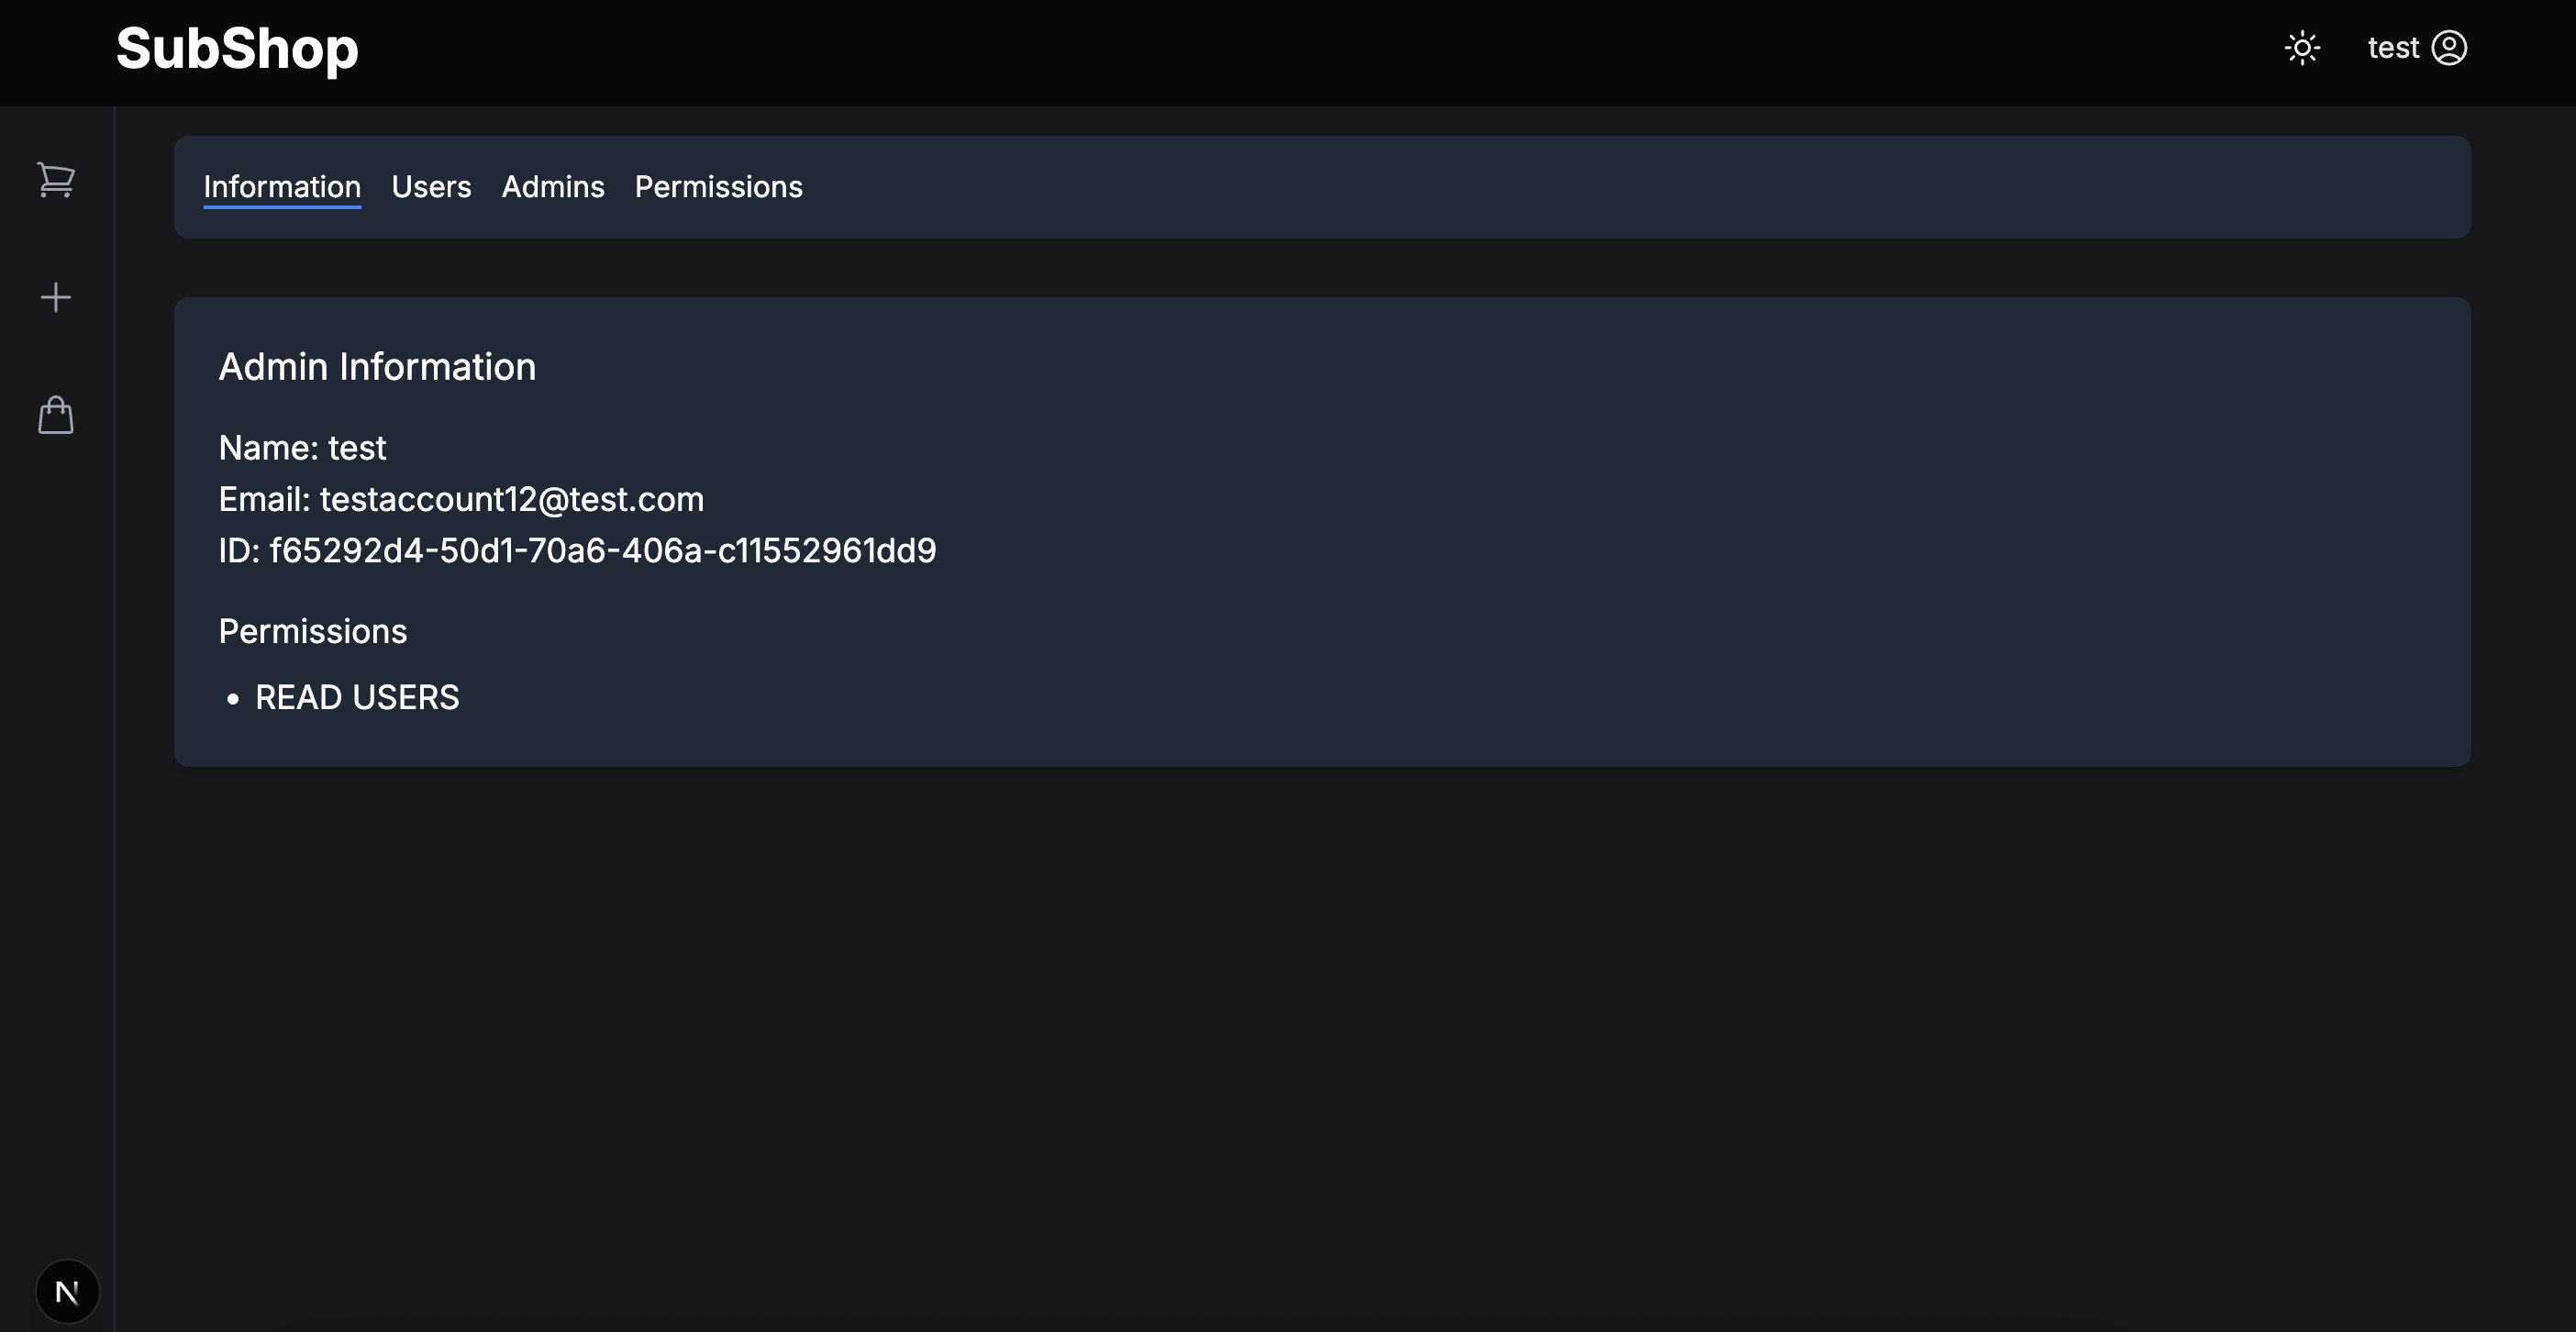 SubShop
test
Information Users Admins Permissions
Admin Information
Name: test
Email: testaccount12@test.com
ID: f65292d4-50d1-70a6-406a-c11552961dd9
Permissions
• READ USERS
N